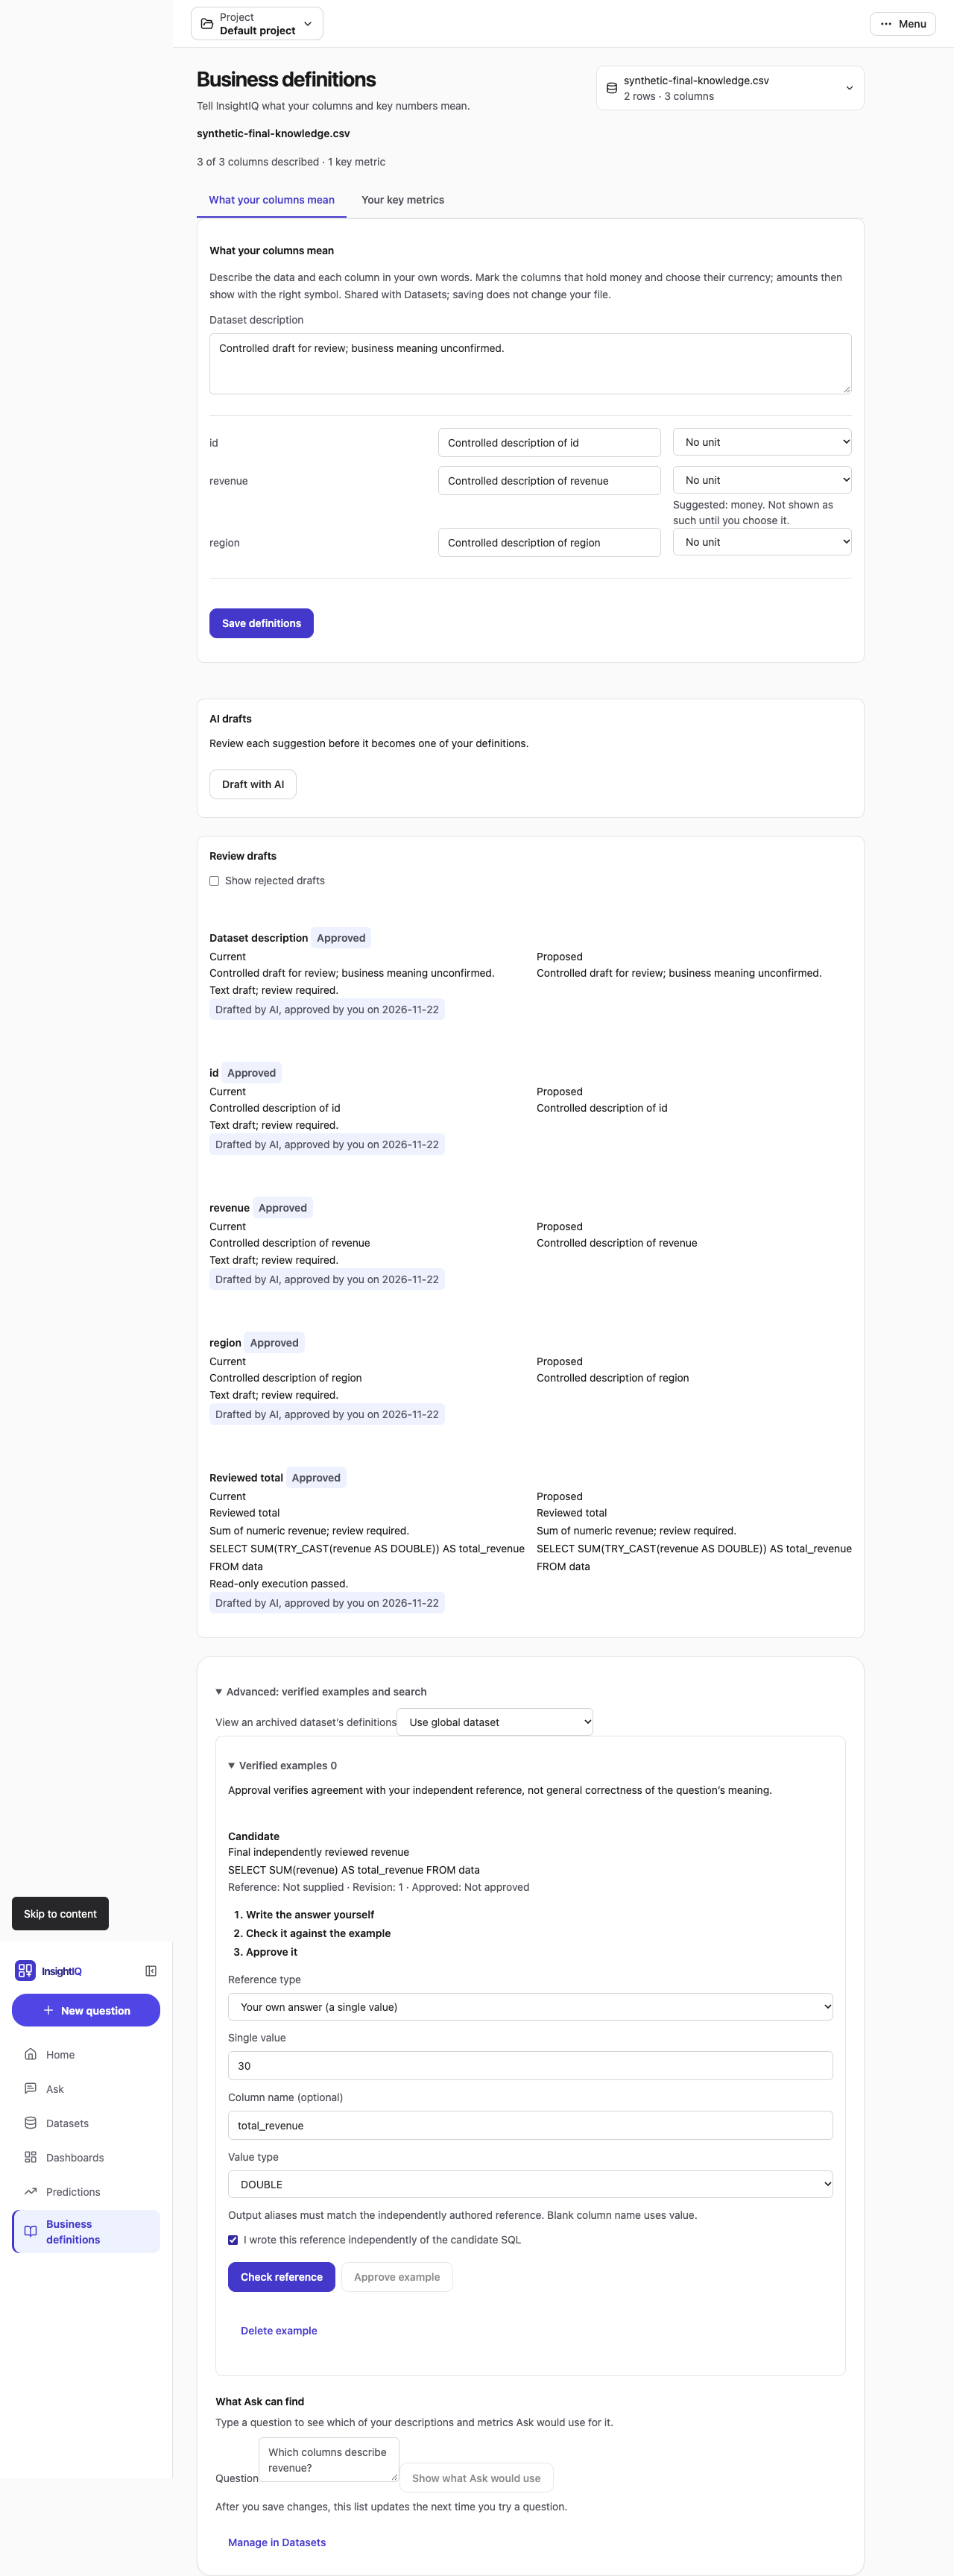 Project
Default project
Menu
Business definitions
Tell InsightIQ what your columns and key numbers mean.
synthetic-final-knowledge.csv
2 rows · 3 columns
synthetic-final-knowledge.csv
3 of 3 columns described · 1 key metric
What your columns mean
Your key metrics
What your columns mean
Describe the data and each column in your own words. Mark the columns that hold money and choose their currency; amounts then
show with the right symbol. Shared with Datasets; saving does not change your file.
Dataset description
Controlled draft for review; business meaning unconfirmed.
id
Controlled description of id
No unit
revenue
Controlled description of revenue
No unit
Suggested: money. Not shown as
such until you choose it.
region
Controlled description of region
No unit
Save definitions
AI drafts
Review each suggestion before it becomes one of your definitions.
Draft with AI
Review drafts
Show rejected drafts
Dataset description Approved
Current
Controlled draft for review; business meaning unconfirmed.
Proposed
Controlled draft for review; business meaning unconfirmed.
Text draft; review required.
Drafted by AI, approved by you on 2026-11-22
id Approved
Current
Controlled description of id
Proposed
Controlled description of id
Text draft; review required.
Drafted by AI, approved by you on 2026-11-22
revenue Approved
Current
Controlled description of revenue
Proposed
Controlled description of revenue
Text draft; review required.
Drafted by AI, approved by you on 2026-11-22
region Approved
Current
Controlled description of region
Proposed
Controlled description of region
Text draft; review required.
Drafted by AI, approved by you on 2026-11-22
Reviewed total Approved
Current
Reviewed total
Sum of numeric revenue; review required.
SELECT SUM(TRY_CAST(revenue AS DOUBLE)) AS total_revenue
FROM data
Proposed
Reviewed total
Sum of numeric revenue; review required.
SELECT SUM(TRY_CAST(revenue AS DOUBLE)) AS total_revenue
FROM data
Read-only execution passed.
Drafted by AI, approved by you on 2026-11-22
Advanced: verified examples and search
View an archived dataset's definitions
Use global dataset
Verified examples 0
Approval verifies agreement with your independent reference, not general correctness of the question's meaning.
Candidate
Final independently reviewed revenue
SELECT SUM(revenue) AS total_revenue FROM data
Reference: Not supplied · Revision: 1 · Approved: Not approved
1. Write the answer yourself
2. Check it against the example
3. Approve it
Reference type
Your own answer (a single value)
Single value
30
Column name (optional)
total_revenue
Value type
DOUBLE
Output aliases must match the independently authored reference. Blank column name uses value.
I wrote this reference independently of the candidate SQL
Check reference
Approve example
Delete example
What Ask can find
Type a question to see which of your descriptions and metrics Ask would use for it.
Question
Which columns describe
revenue?
Show what Ask would use
After you save changes, this list updates the next time you try a question.
Manage in Datasets
Skip to content
InsightIQ
New question
Home
Ask
Datasets
Dashboards
Predictions
Business
definitions